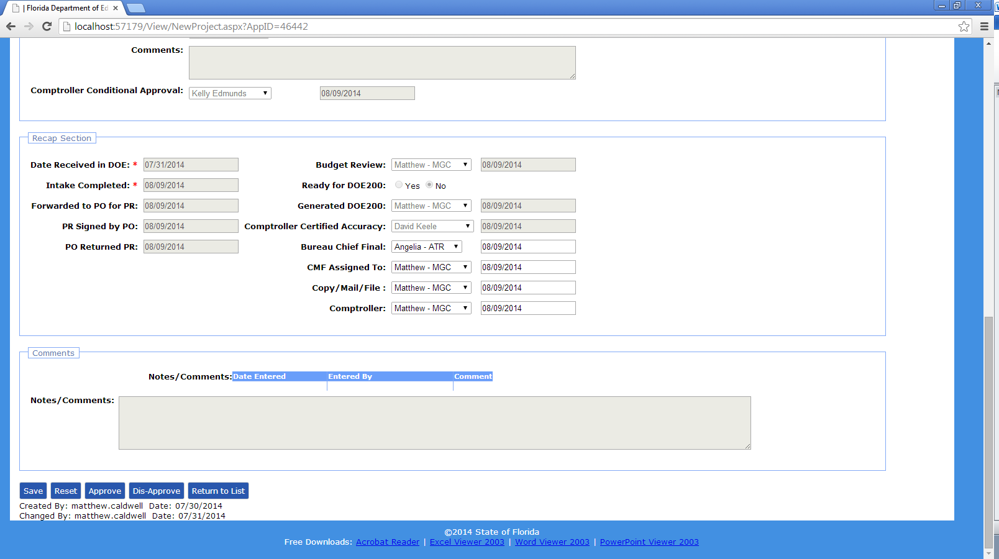 | Florida Department of Ed
localhost:57179/View/NewProject.aspx?AppID=46442
Comments:
Comptroller Conditional Approval: Kelly Edmunds 08/09/2014
Recap Section
Date Received in DOE: * 07/31/2014 Budget Review: Matthew - MGC 08/09/2014
Intake Completed: * 08/09/2014 Ready for DOE200: Yes No
Forwarded to PO for PR: 08/09/2014 Generated DOE200: Matthew - MGC 08/09/2014
PR Signed by PO: 08/09/2014 Comptroller Certified Accuracy: David Keele 08/09/2014
PO Returned PR: 08/09/2014 Bureau Chief Final: Angelia - ATR 08/09/2014
CMF Assigned To: Matthew - MGC 08/09/2014
Copy/Mail/File : Matthew - MGC 08/09/2014
Comptroller: Matthew - MGC 08/09/2014
Comments
Notes/Comments: Date Entered Entered By Comment
Notes/Comments:
Save Reset Approve Dis-Approve Return to List
Created By: matthew.caldwell Date: 07/30/2014
Changed By: matthew.caldwell Date: 07/31/2014
©2014 State of Florida
Free Downloads: Acrobat Reader | Excel Viewer 2003 | Word Viewer 2003 | PowerPoint Viewer 2003